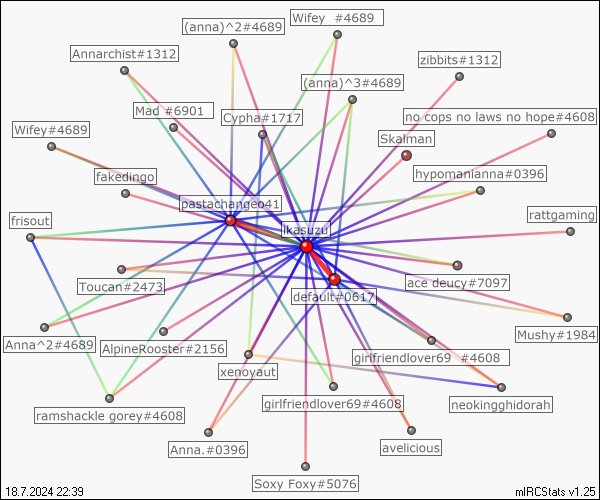 Wifey  #4689
(anna)^2#4689
Annarchist#1312
zibbits#1312
(anna)^3#4689
Mad #6901
Cypha#1717
no cops no laws no hope#4608
Wifey#4689
Skalman
fakedingo
hypomanianna#0396
pastachangeo41
frisout
likasuzu
rattgaming
Toucan#2473
ace deucy#7097
default#0617
Mushy#1984
Anna^2#4689
AlpineRooster#2156
girlfriendlover69  #4608
xenoyaut
ramshackle gorey#4608
girlfriendlover69#4608
neokingghidorah
Anna.#0396
avelicious
Soxy Foxy#5076
18.7.2024 22:39
mIRCStats v1.25